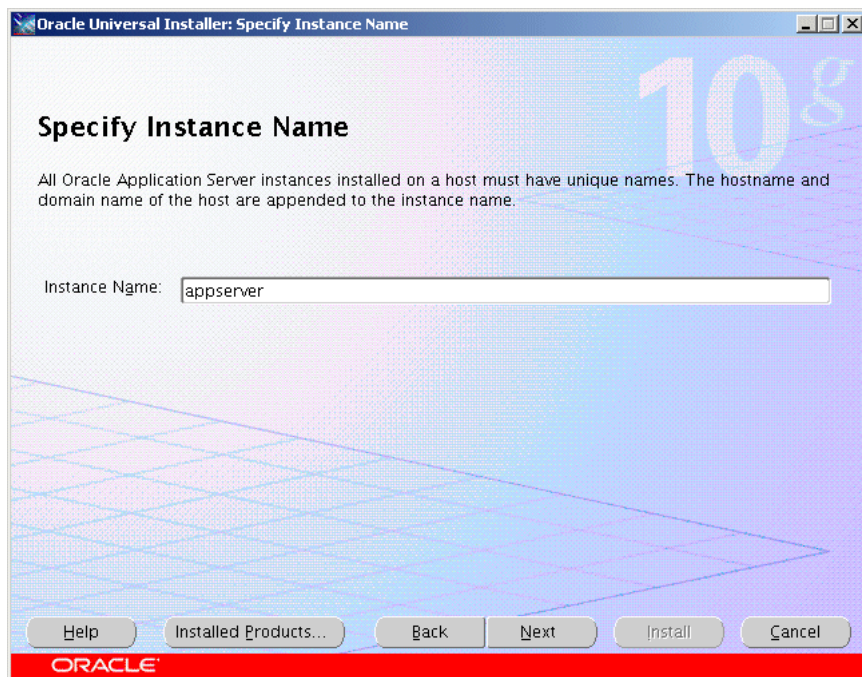 Oracle Universal Installer: Specify Instance Name
10g
Specify Instance Name
All Oracle Application Server instances installed on a host must have unique names. The hostname and
domain name of the host are appended to the instance name.
Instance Name: appserver
Help Installed Products... Back Next Install Cancel
ORACLE